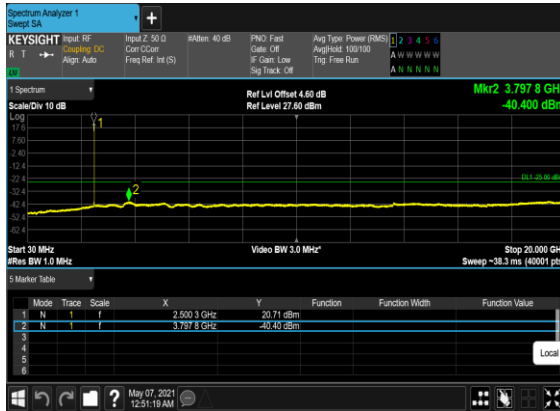 Spectrum Analyzer 1
Swept SA
+
KEYSIGHT
R T
LXI
Input: RF
Coupling: DC
Align: Auto
Input Z: 50 Ω
Corr CCorr
Freq Ref: Int (S)
#Atten: 40 dB
PNO: Fast
Gate: Off
IF Gain: Low
Sig Track: Off
Avg Type: Power (RMS)
Avg|Hold: 100/100
Trig: Free Run
1 2 3 4 5 6
A W W W W W
A N N N N N
1 Spectrum
Scale/Div 10 dB
Ref Lvl Offset 4.60 dB
Ref Level 27.60 dBm
Mkr2 3.797 8 GHz
-40.400 dBm
Log
17.6
7.60
-2.40
-12.4
-22.4
-32.4
-42.4
-52.4
-62.4
1
2
DL1 -25.00 dBm
Start 30 MHz
#Res BW 1.0 MHz
Video BW 3.0 MHz*
Stop 20.000 GHz
Sweep ~38.3 ms (40001 pts)
5 Marker Table
Mode Trace Scale X Y Function Function Width Function Value
1 N 1 f 2.500 3 GHz 20.71 dBm
2 N 1 f 3.797 8 GHz -40.40 dBm
3
4
5
6
Local
?
May 07, 2021
12:51:19 AM